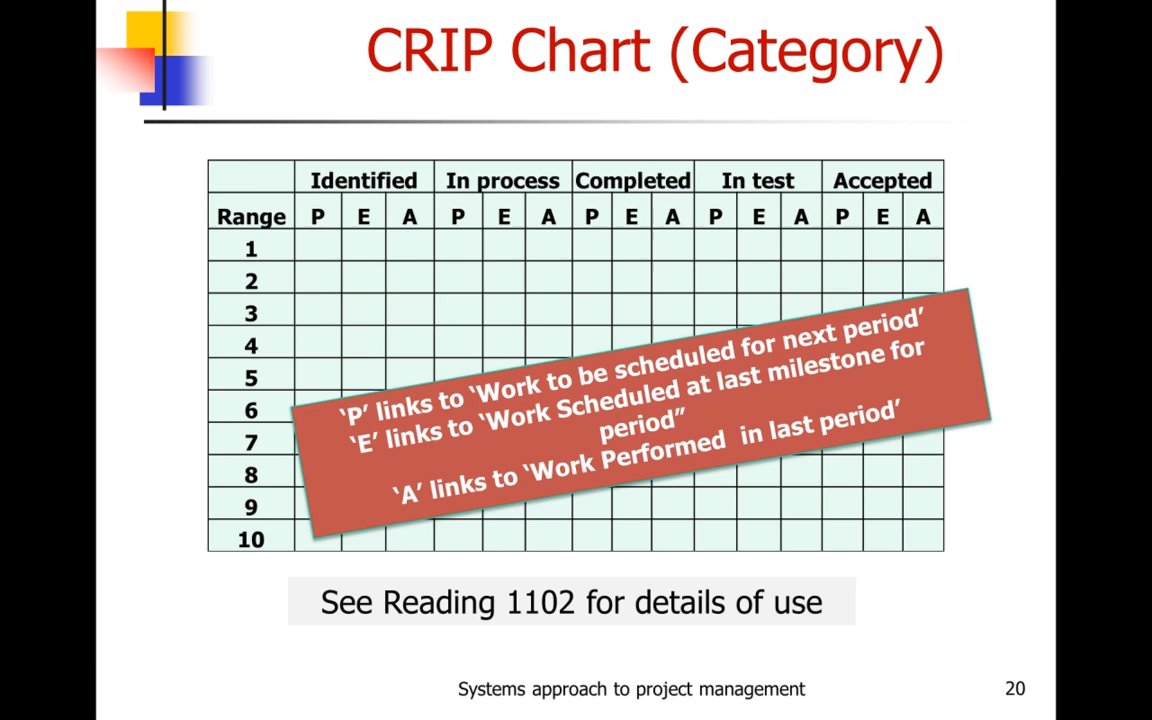 CRIP Chart (Category)
Identified In process Completed In test Accepted
Range P E A P E A P E A P E A P E A
1
2
3
4
5
6
7
8
9
10
‘P’ links to ‘Work to be scheduled for next period’
‘E’ links to ‘Work Scheduled at last milestone for
period”
‘A’ links to ‘Work Performed in last period’
See Reading 1102 for details of use
Systems approach to project management 20